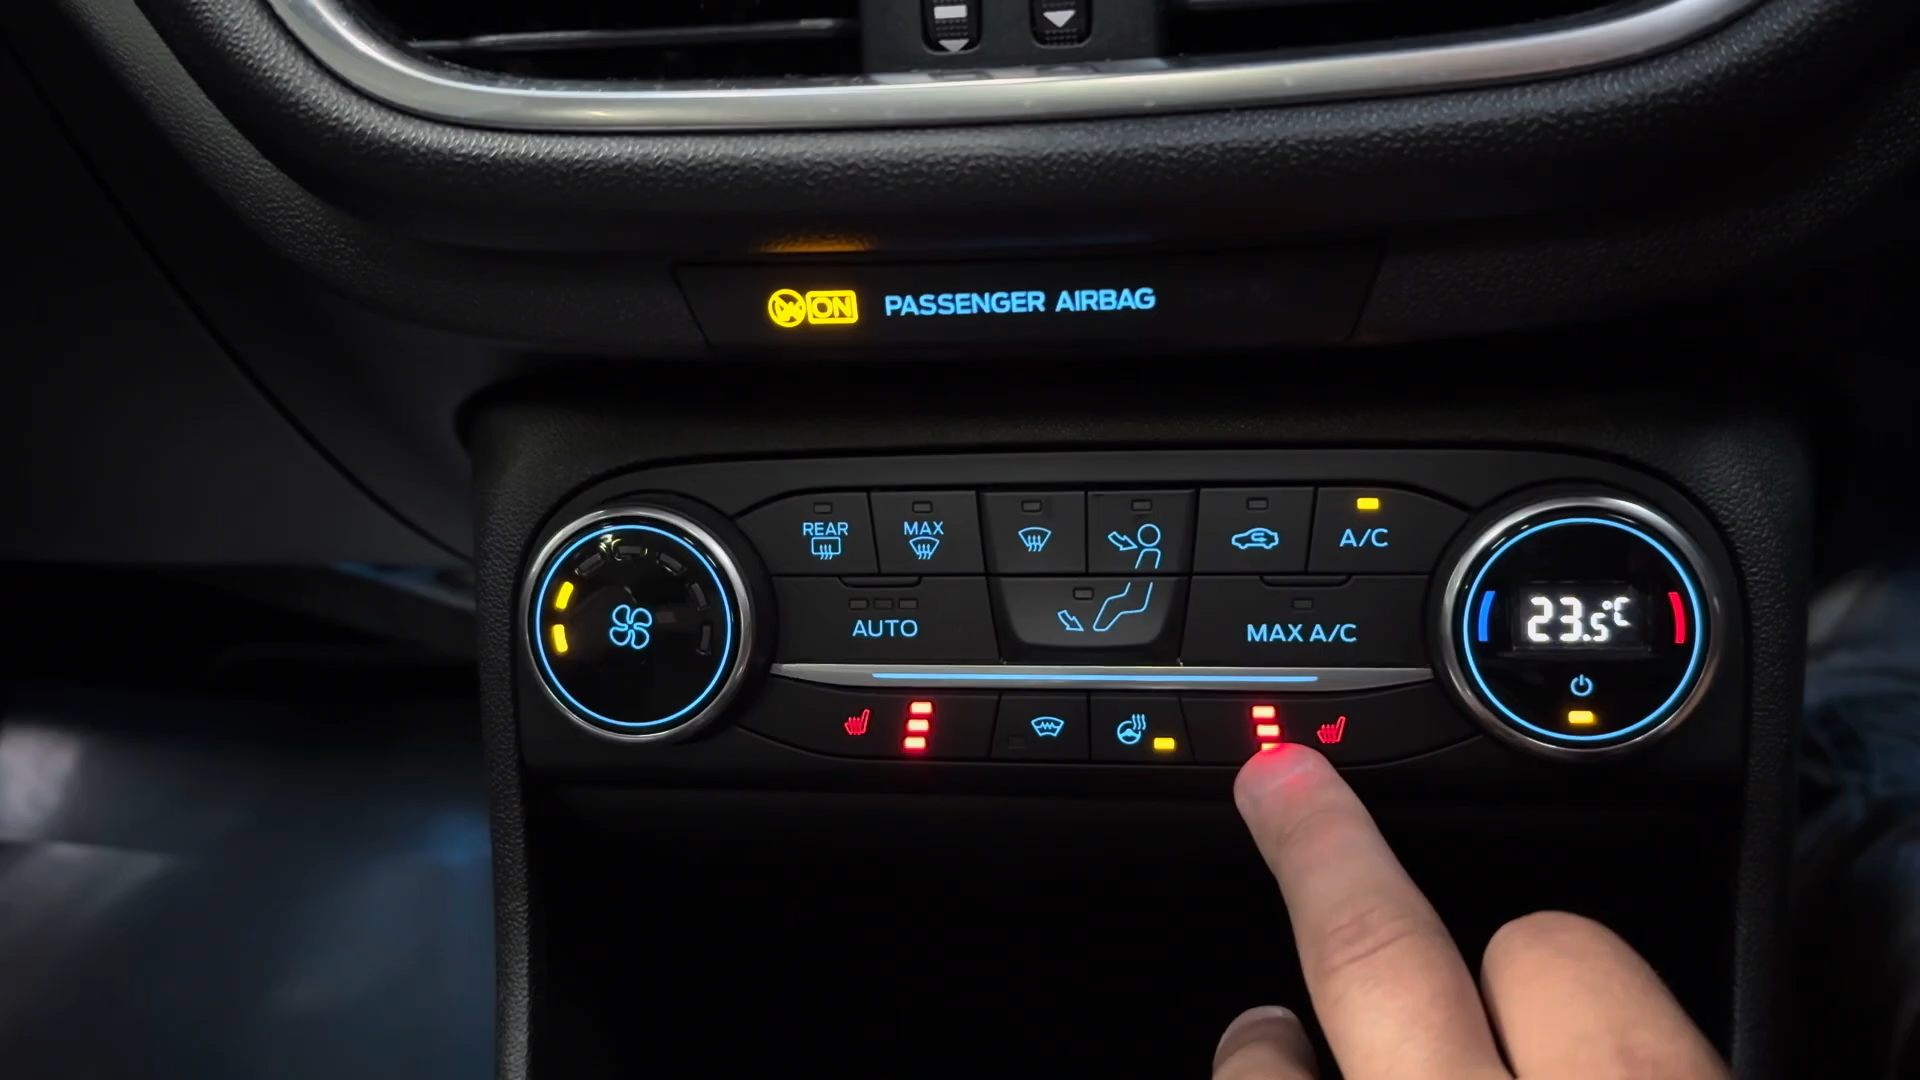 ON PASSENGER AIRBAG
REAR
MAX
A/C
AUTO
MAX A/C
23.5°C